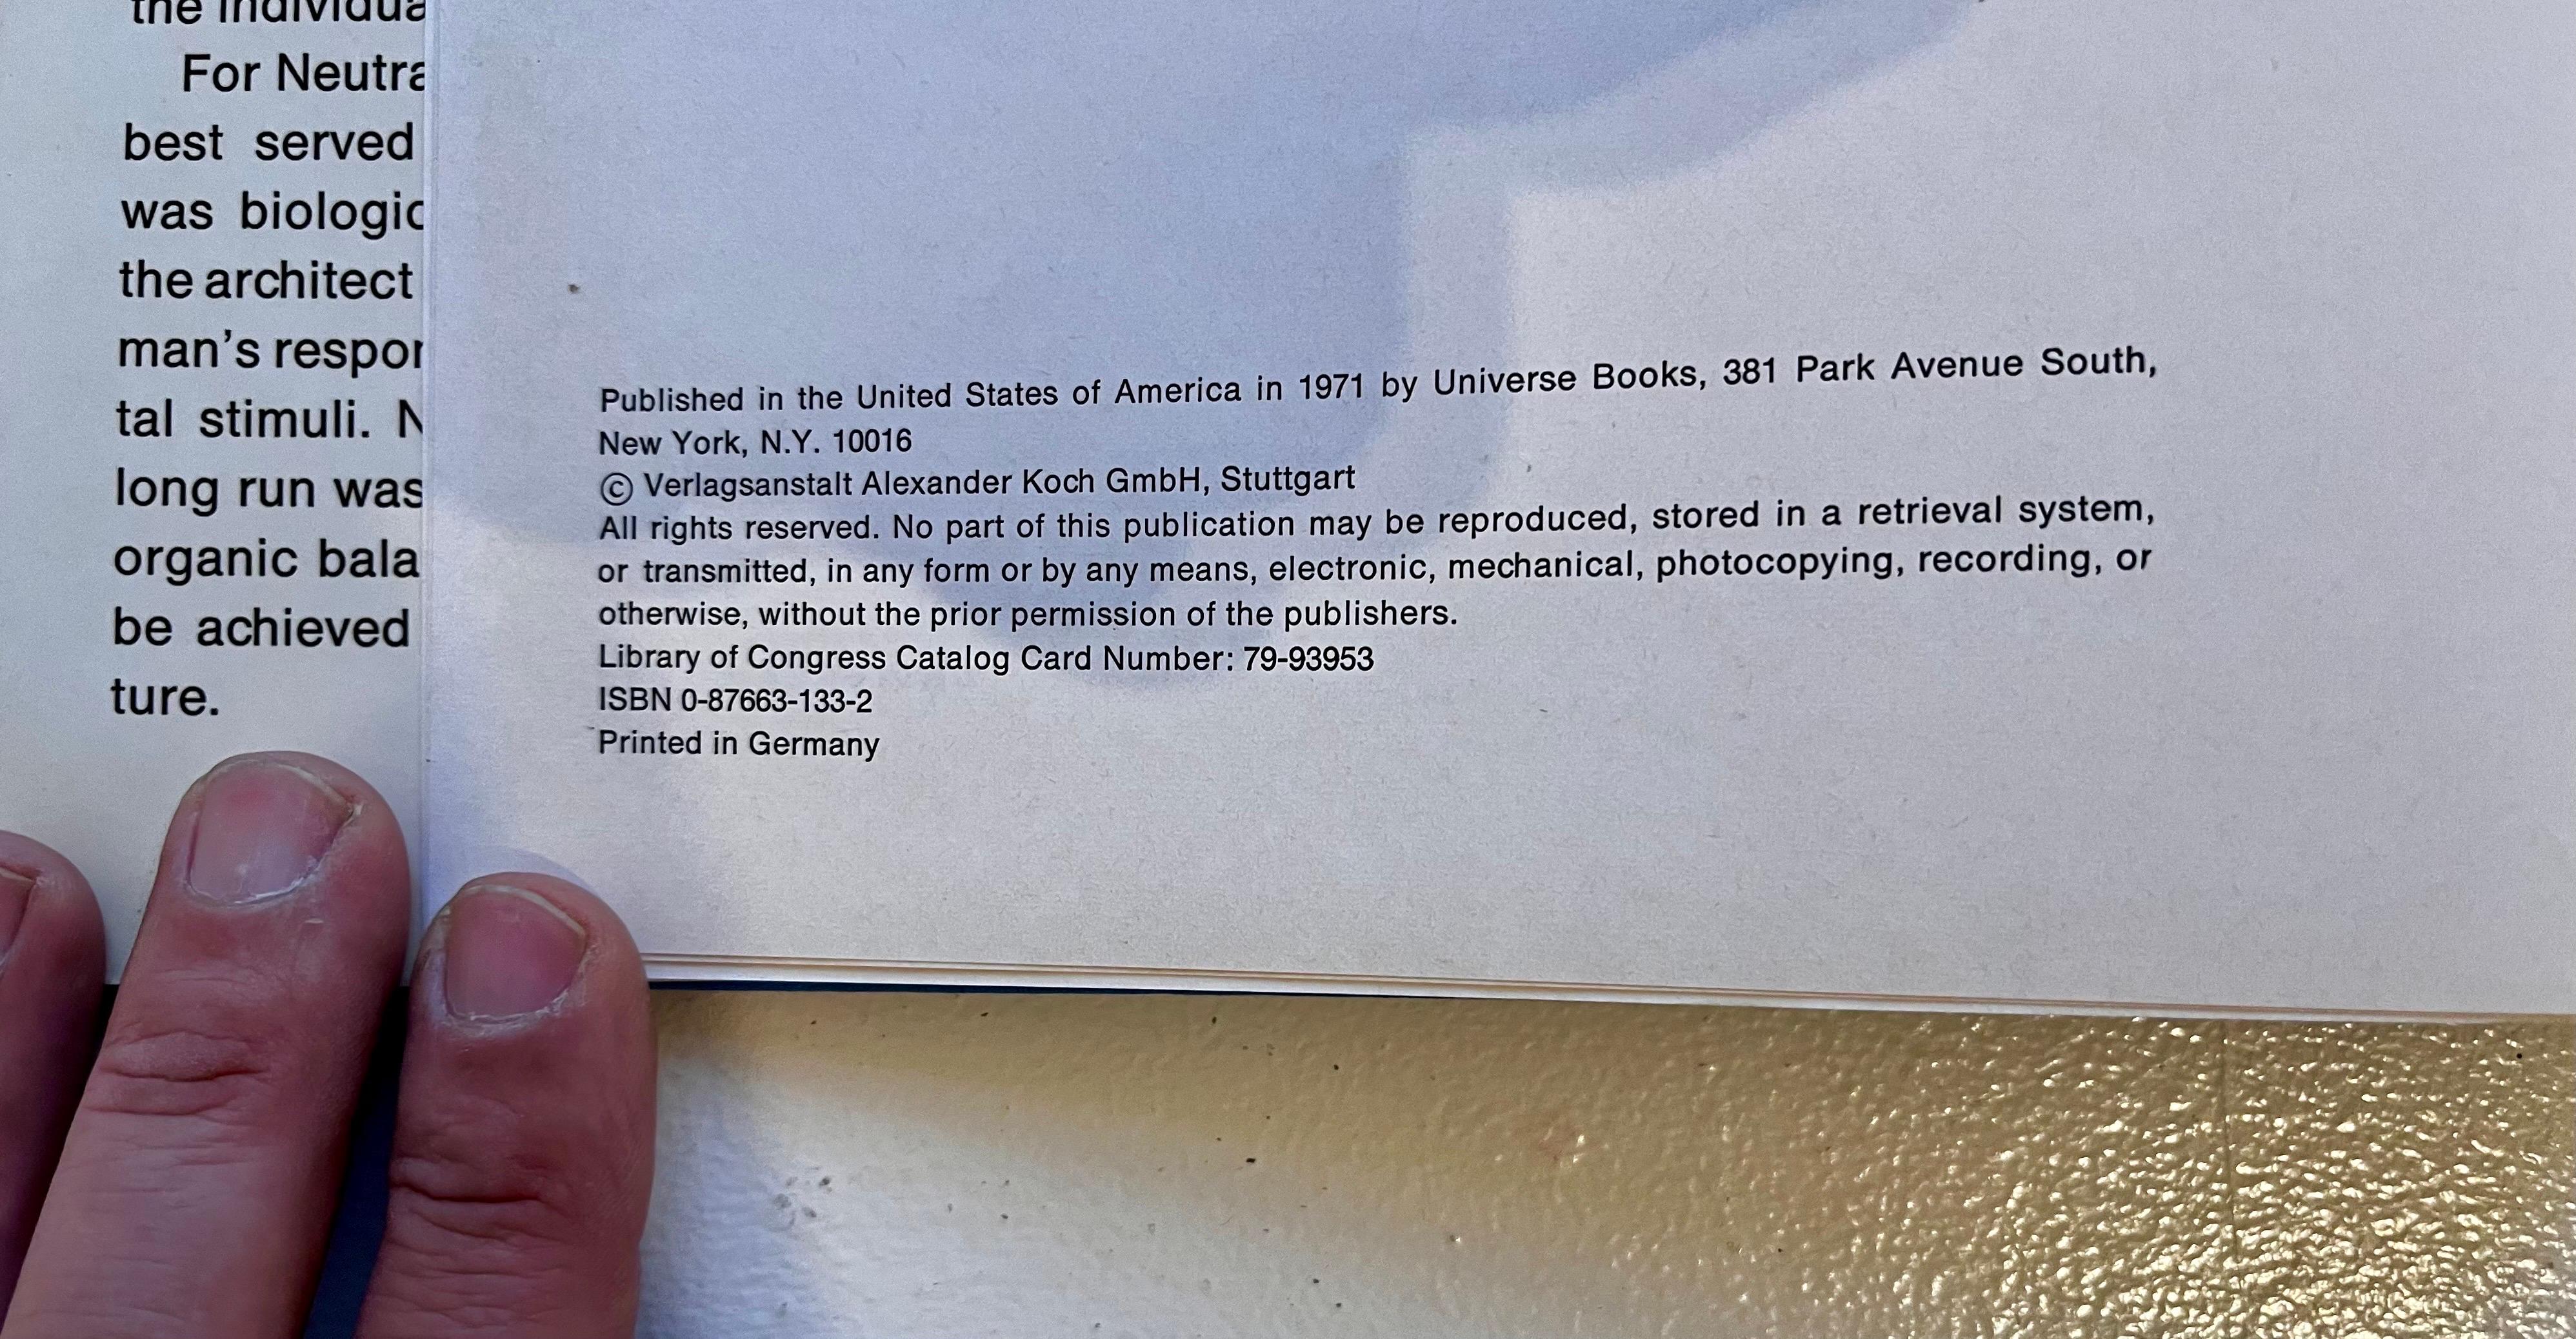 the individua
For Neutra
best served
was biologic
the architect
man's respon
tal stimuli. N
long run was
organic bala
be achieved
ture.
Published in the United States of America in 1971 by Universe Books, 381 Park Avenue South,
New York, N.Y. 10016
© Verlagsanstalt Alexander Koch GmbH, Stuttgart
All rights reserved. No part of this publication may be reproduced, stored in a retrieval system,
or transmitted, in any form or by any means, electronic, mechanical, photocopying, recording, or
otherwise, without the prior permission of the publishers.
Library of Congress Catalog Card Number: 79-93953
ISBN 0-87663-133-2
Printed in Germany